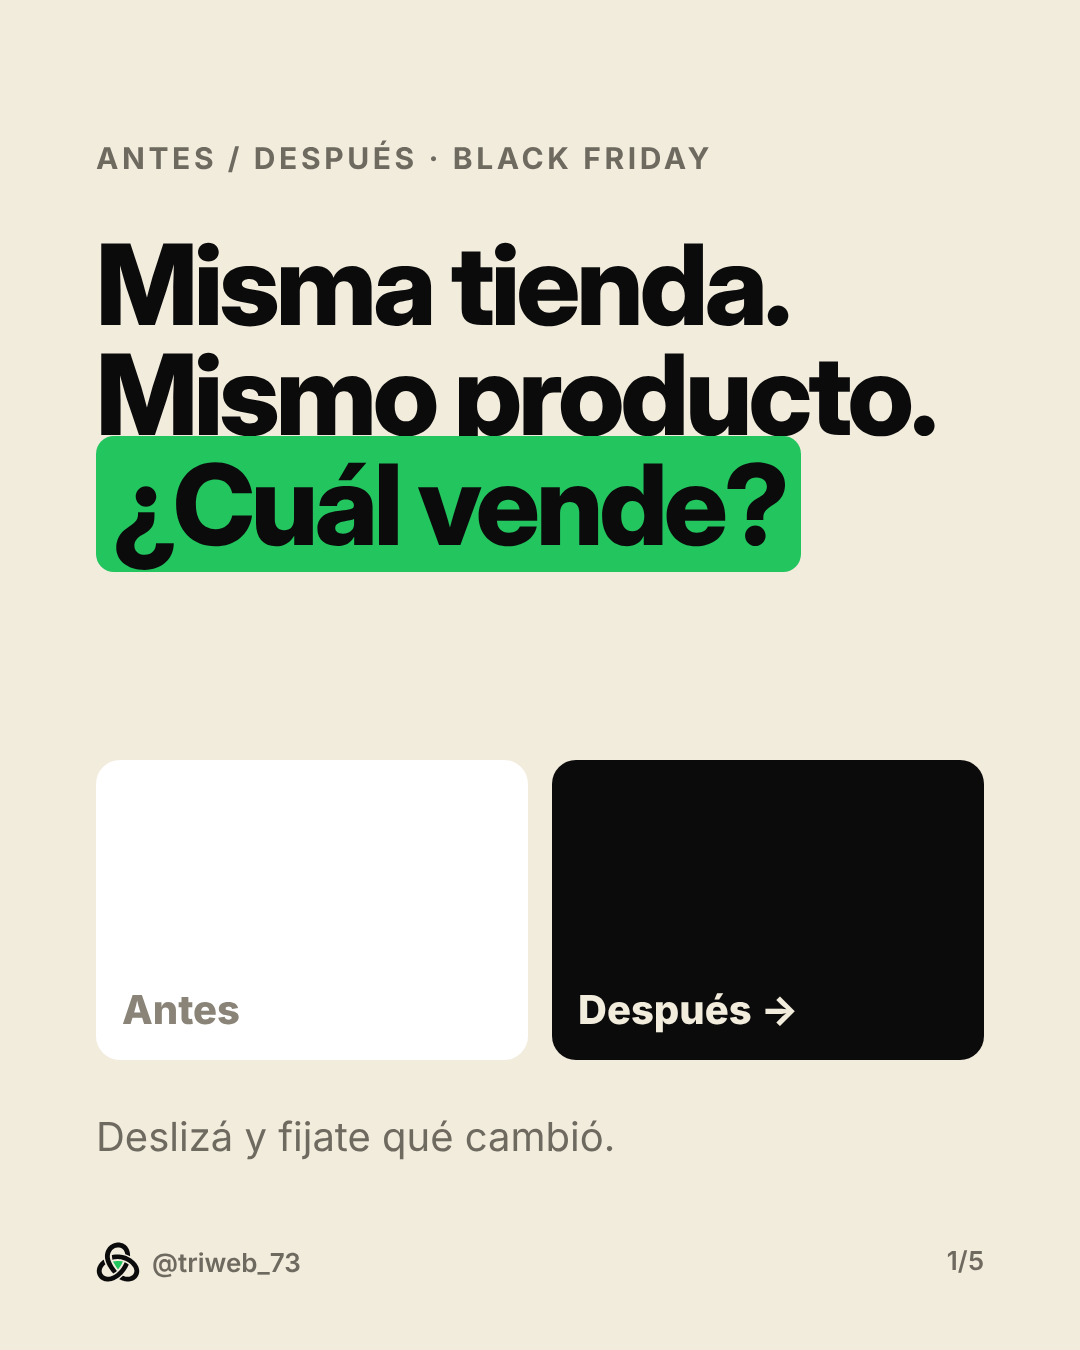 ANTES / DESPUÉS · BLACK FRIDAY
Misma tienda.
Mismo producto.
¿Cuál vende?
Antes
Después →
Deslizá y fijate qué cambió.
@triweb_73
1/5